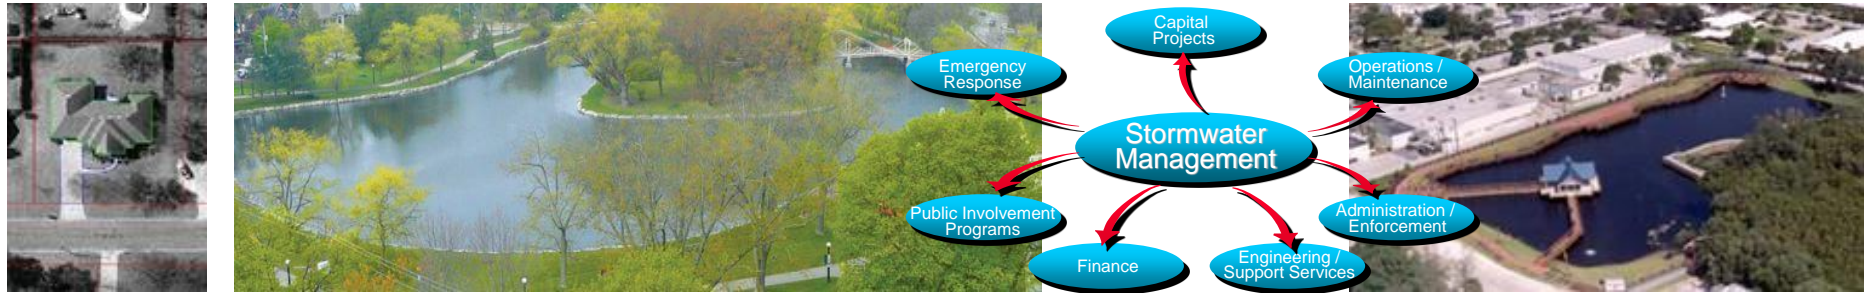 Capital
Projects
Emergency
Response
Operations /
Maintenance
Stormwater
Management
Public Involvement
Programs
Administration /
Enforcement
Finance
Engineering /
Support Services